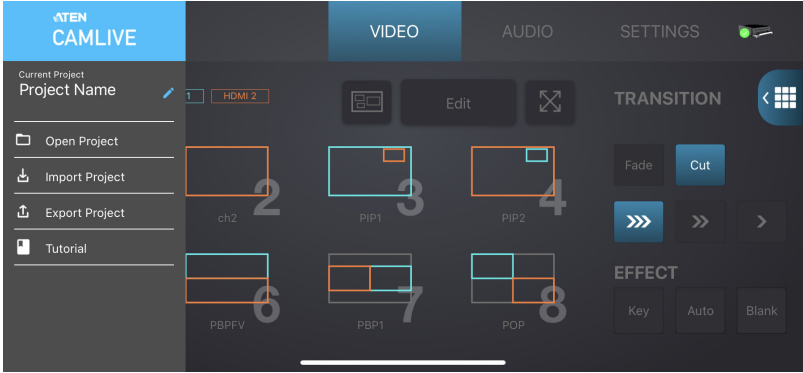 ATEN
CAMLIVE
VIDEO
AUDIO
SETTINGS
Current Project
Project Name
1
HDMI 2
Edit
TRANSITION
Open Project
Import Project
Export Project
Tutorial
2
ch2
3
PIP1
4
PIP2
Fade
Cut
6
PBPFV
7
PBP1
8
POP
EFFECT
Key
Auto
Blank